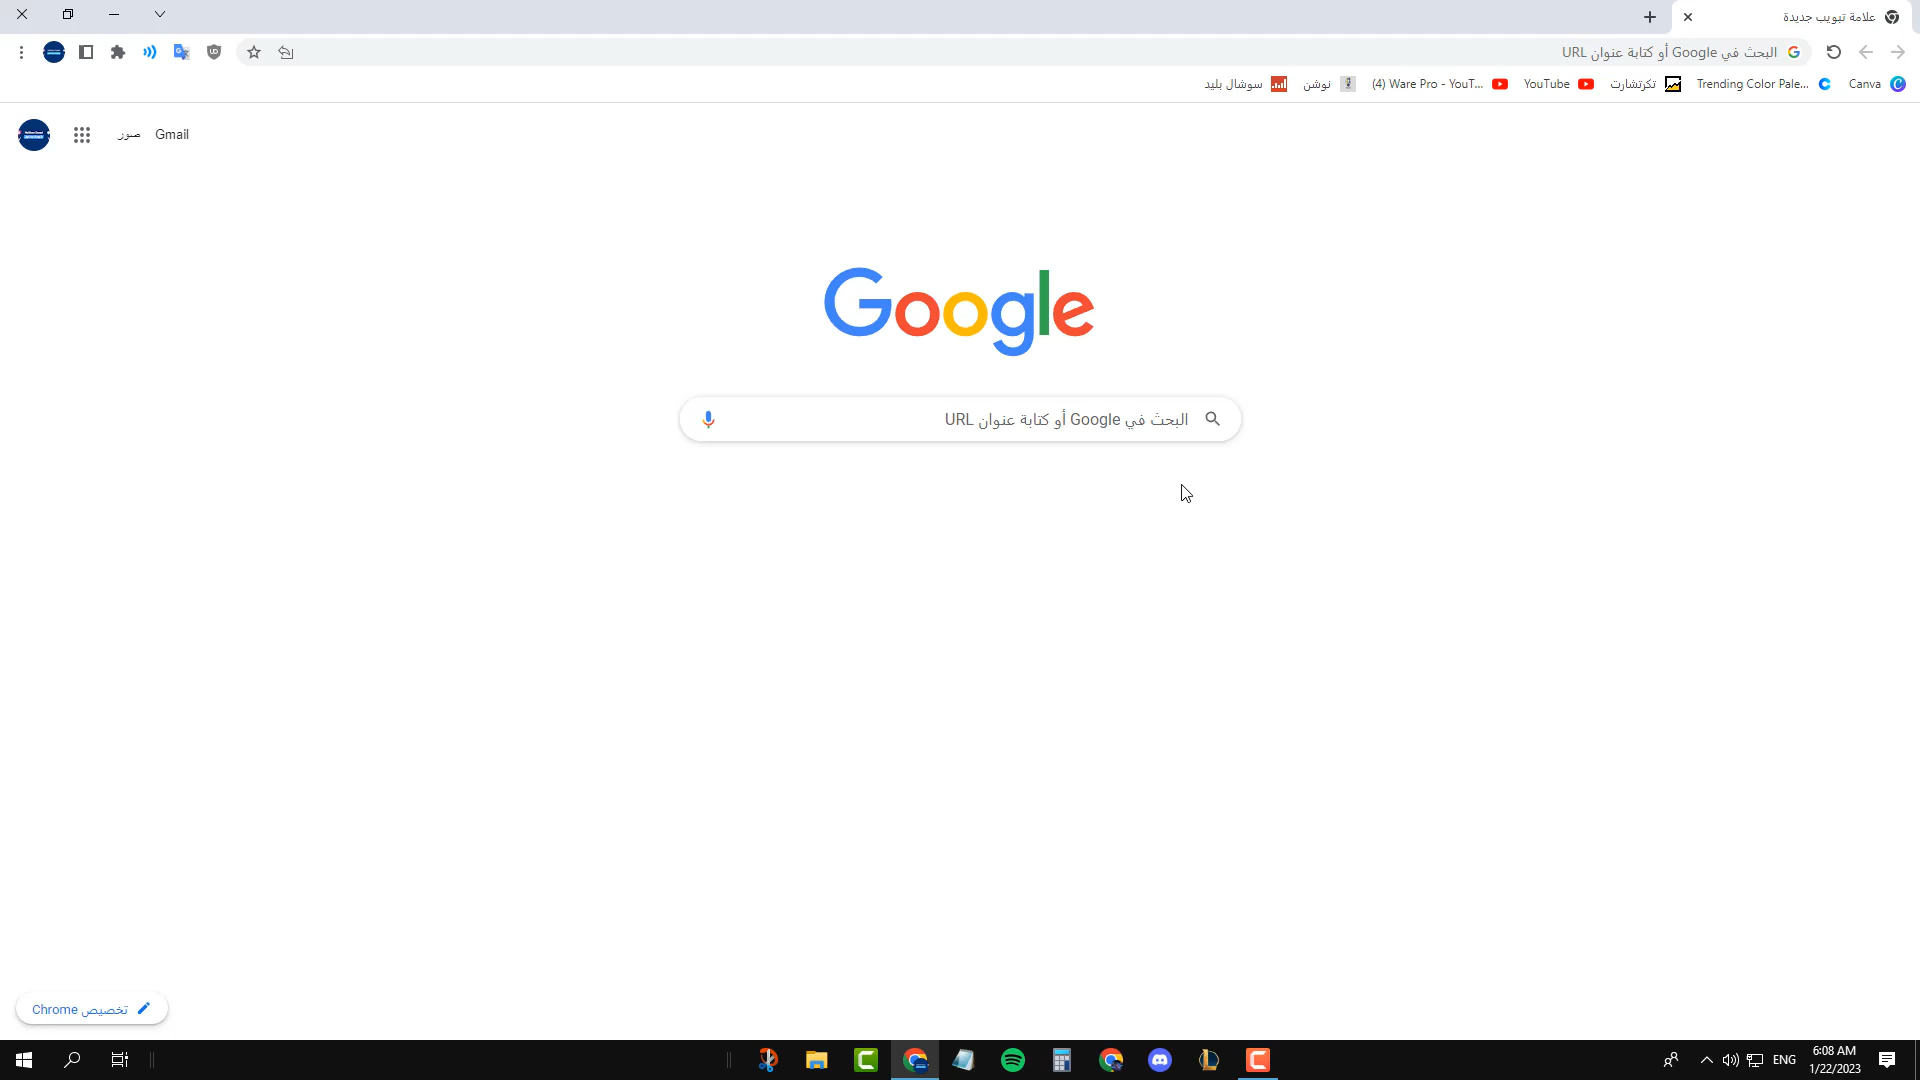 علامة تبويب جديدة
البحث في Google أو كتابة عنوان URL
Canva
Trending Color Pale...
تكرتشارت
YouTube
(4) Ware Pro - YouT...
نوشن
سوشال بليد
Gmail
صور
Google
البحث في Google أو كتابة عنوان URL
تخصيص Chrome
ENG
6:08 AM
1/22/2023